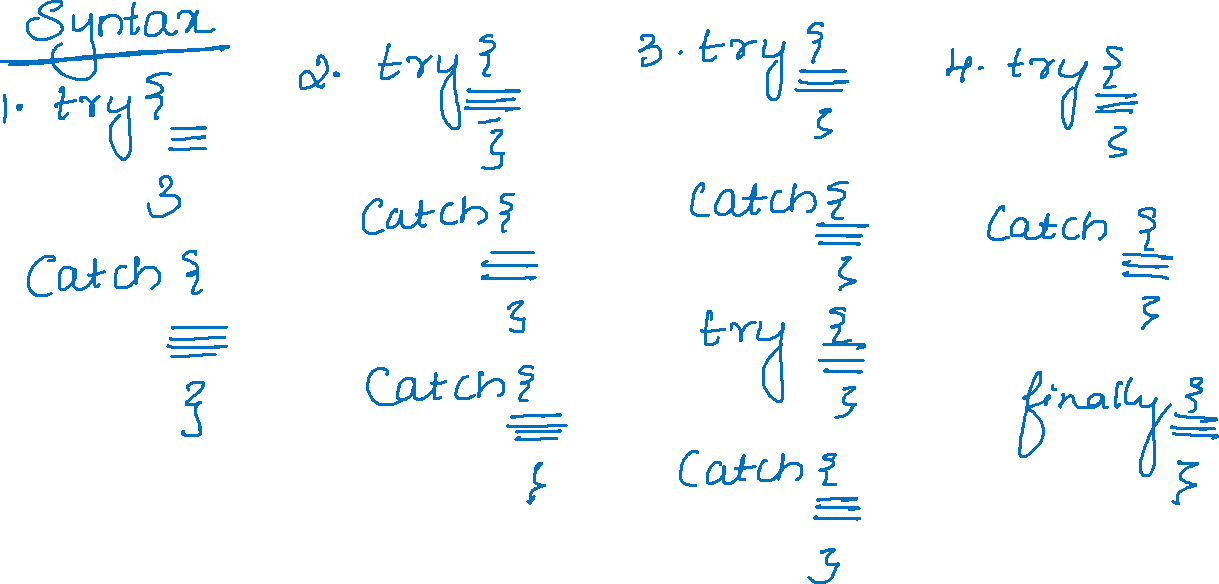 Syntax
1. try {
}
Catch {
}
2. try {
}
Catch {
}
Catch {
}
3. try {
}
Catch {
}
try {
}
Catch {
}
4. try {
}
Catch {
}
finally {
}